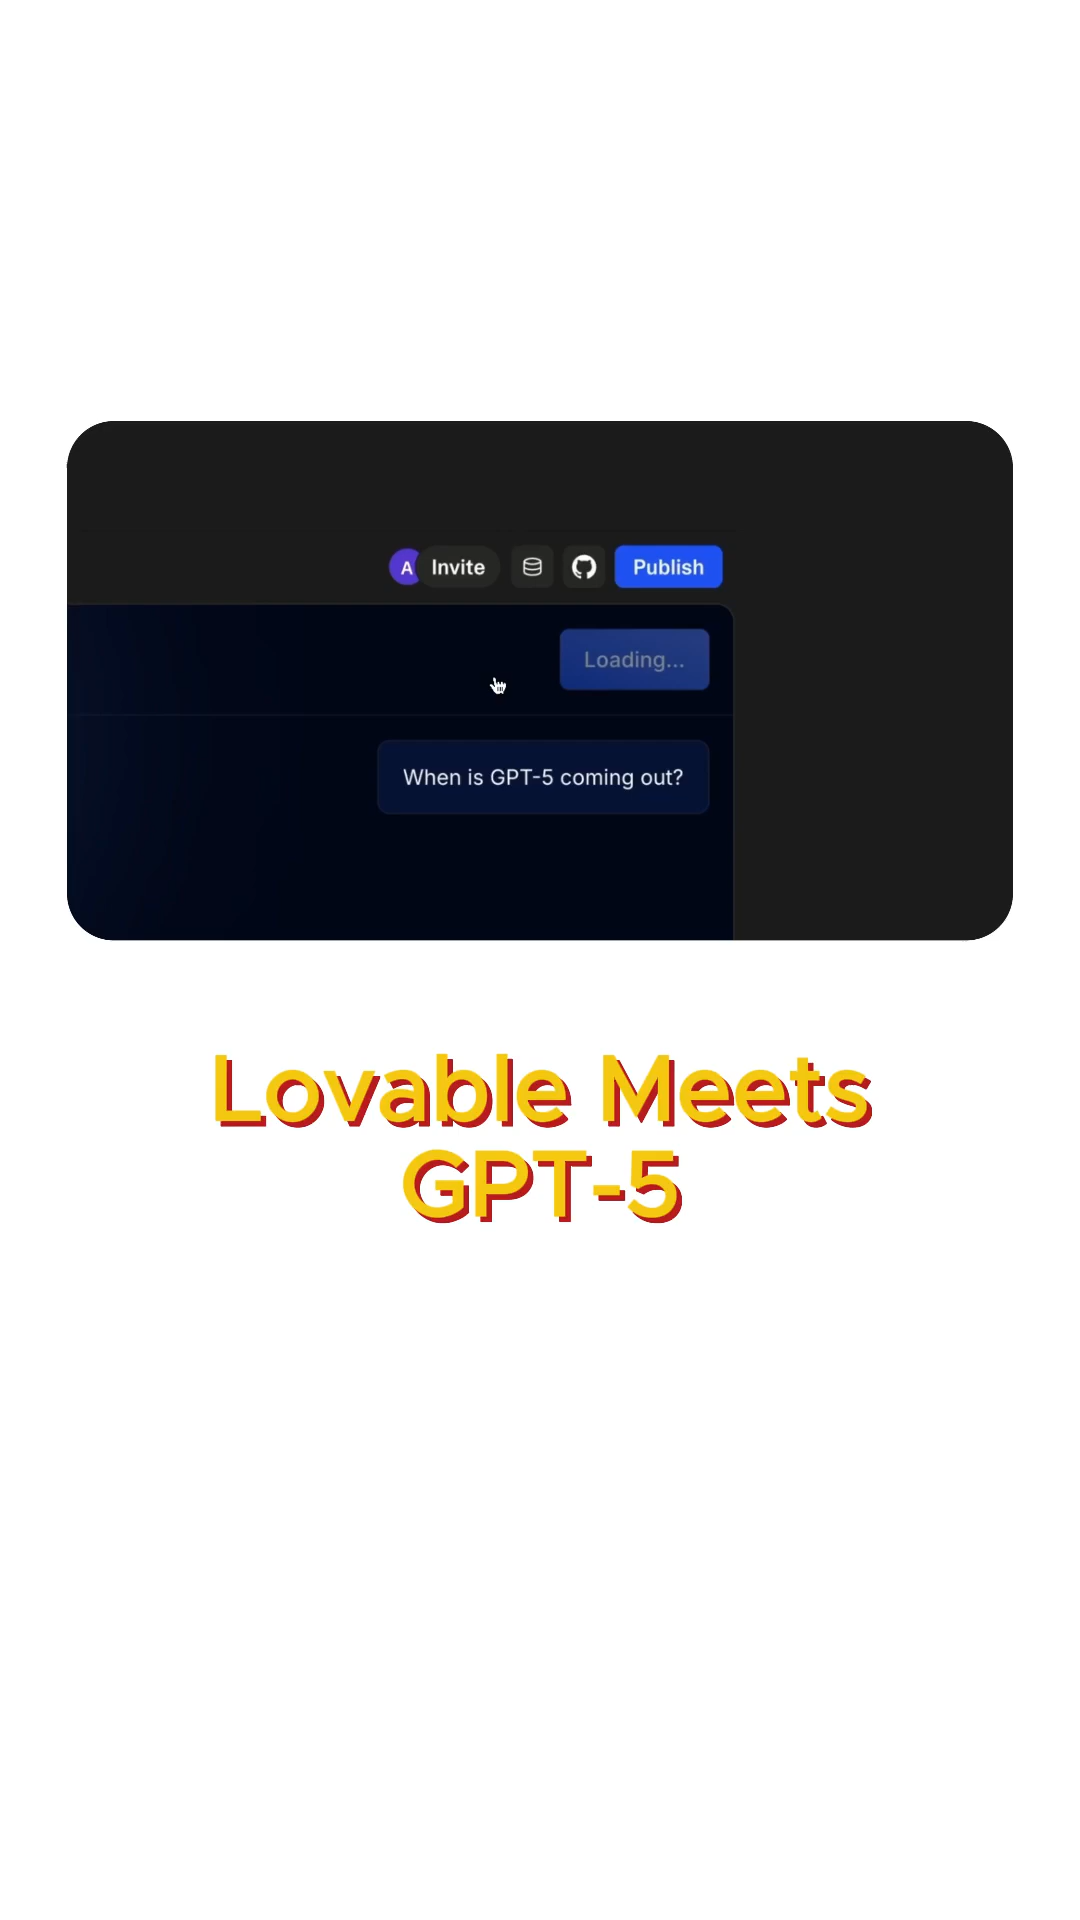 A Invite Publish
Loading...
When is GPT-5 coming out?
Lovable Meets
GPT-5